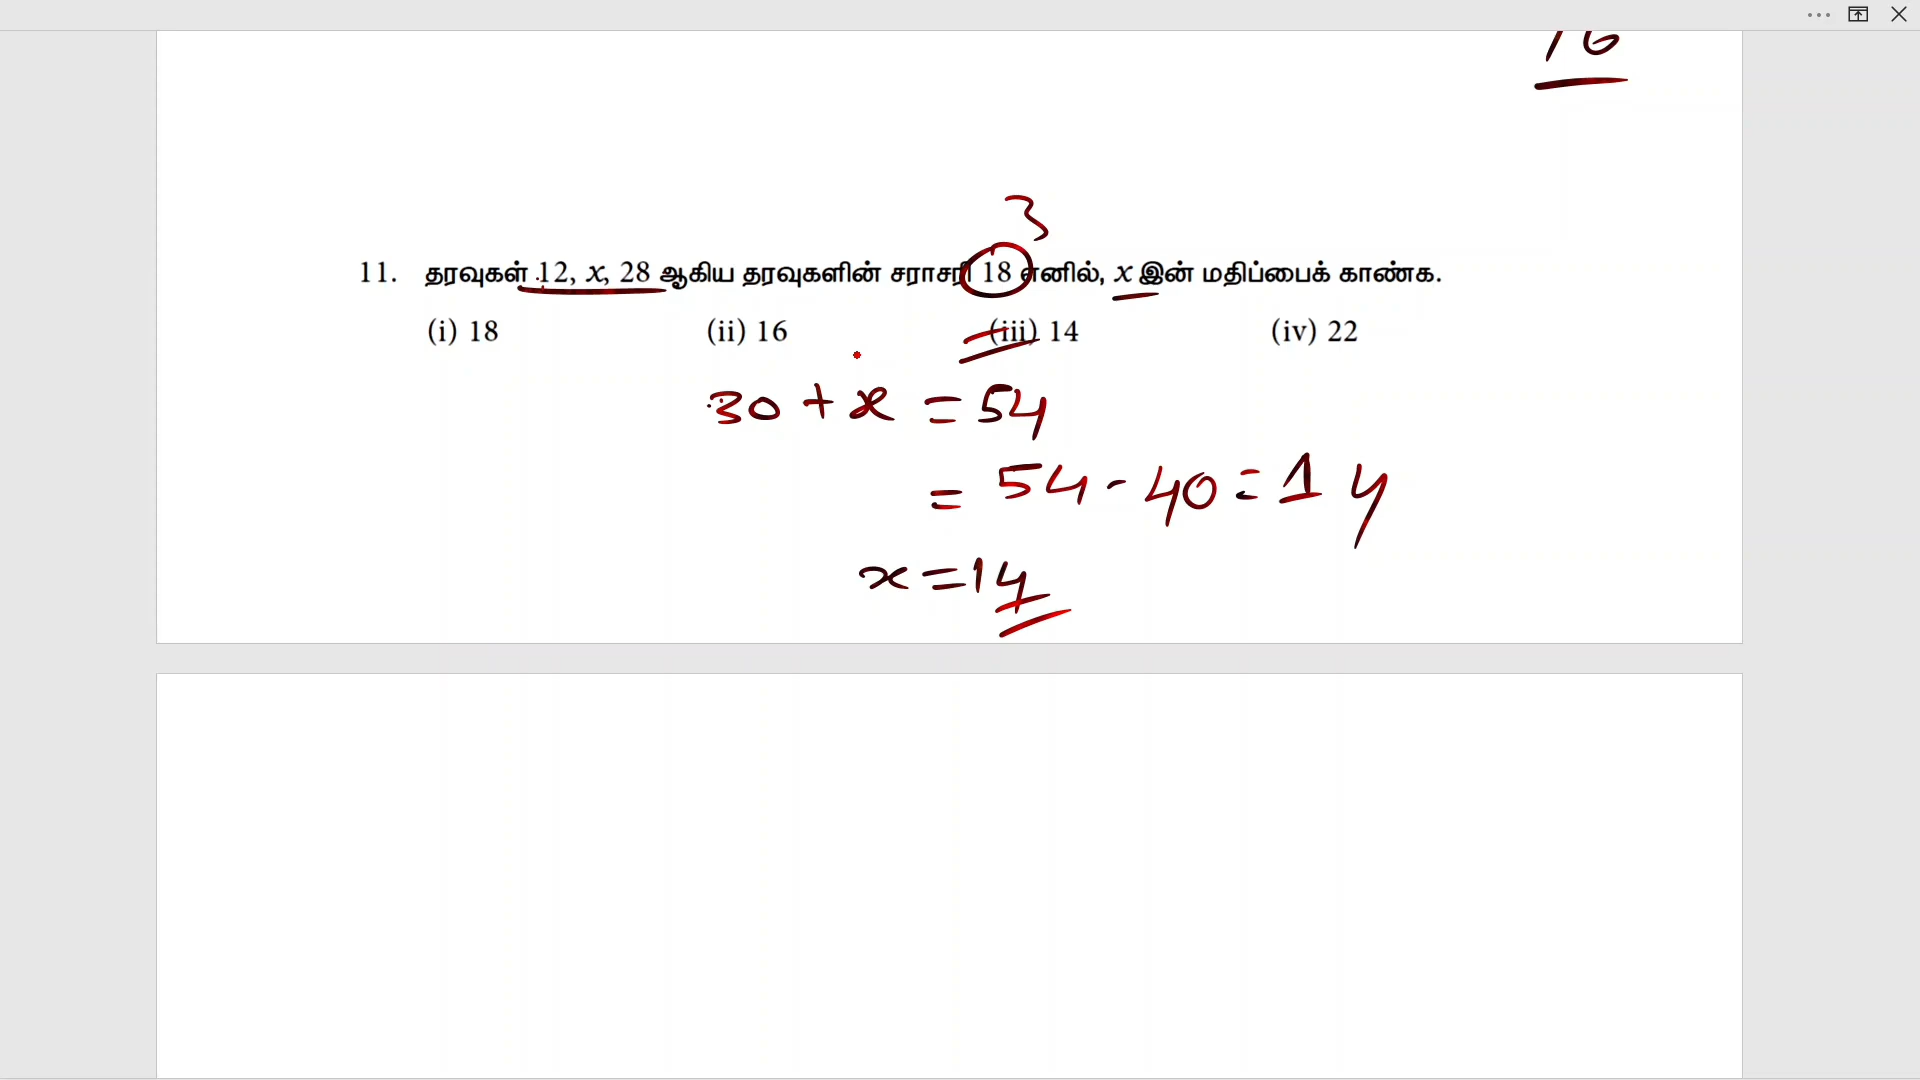 16
3
11. தரவுகள் 12, x, 28 ஆகிய தரவுகளின் சராசரி 18 எனில், x இன் மதிப்பைக் காண்க.
(i) 18 (ii) 16 (iii) 14 (iv) 22
30 + x = 54
= 54 - 40 = 14
x = 14